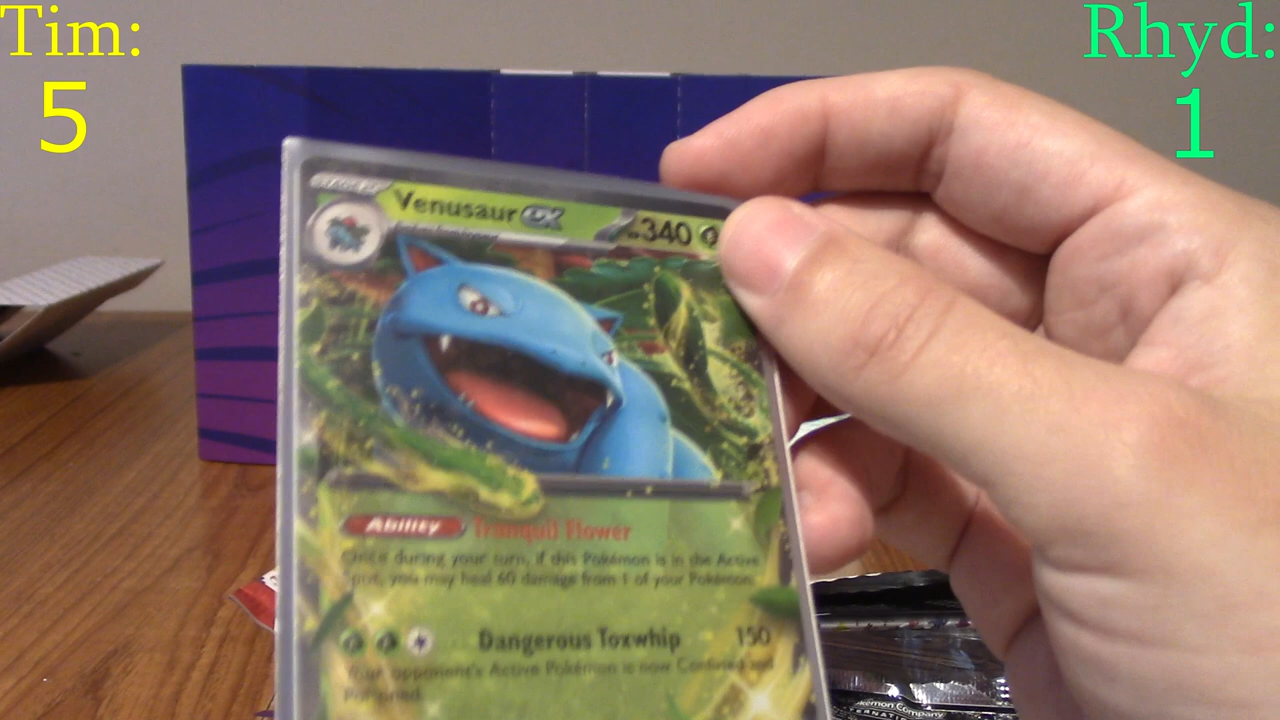 Tim:
5
Rhyd:
1
Venusaur ex
340
Ability Tranquil Flower
Once during your turn, if this Pokémon is in the Active
Spot, you may heal 60 damage from 1 of your Pokémon.
Dangerous Toxwhip 150
Your opponent's Active Pokémon is now Confused and
Poisoned.
Pokémon Company